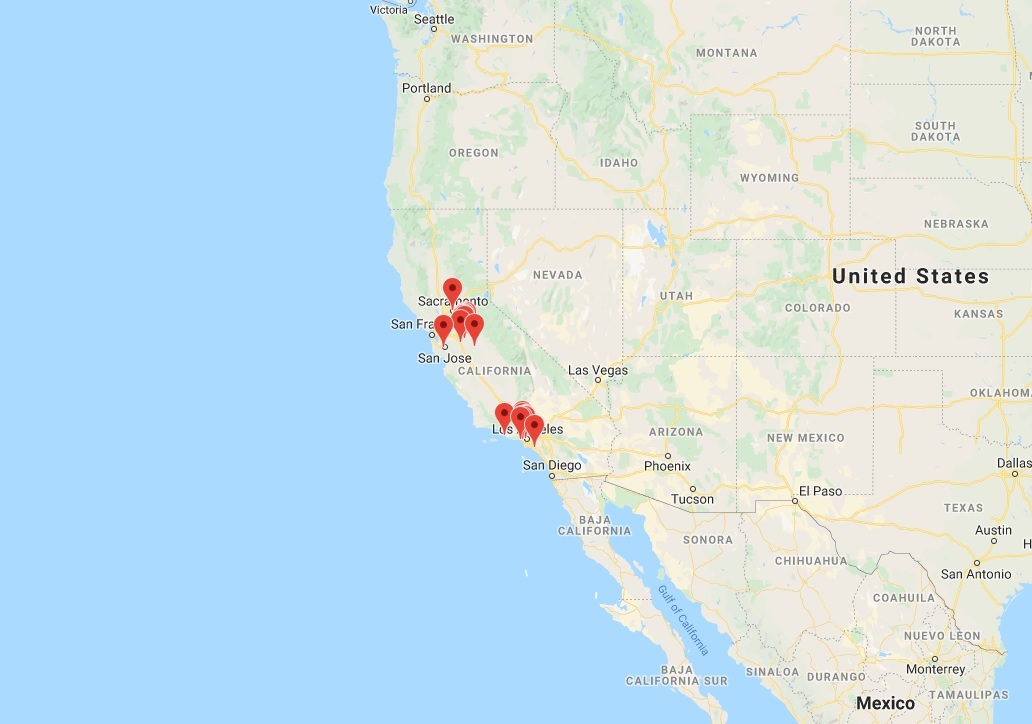 Victoria
Seattle
WASHINGTON
MONTANA
NORTH
DAKOTA
Portland
OREGON
IDAHO
SOUTH
DAKOTA
WYOMING
NEBRASKA
NEVADA
United States
UTAH
COLORADO
KANSAS
Sacramento
San Fra
San Jose
CALIFORNIA
Las Vegas
OKLAHOM
Los Angeles
ARIZONA
NEW MEXICO
San Diego
Phoenix
Dallas
Tucson
El Paso
TEXAS
BAJA
CALIFORNIA
SONORA
Austin
H
CHIHUAHUA
San Antonio
COAHUILA
Gulf of California
NUEVO LEON
Monterrey
BAJA
CALIFORNIA SUR
SINALOA
DURANGO
TAMAULIPAS
Mexico